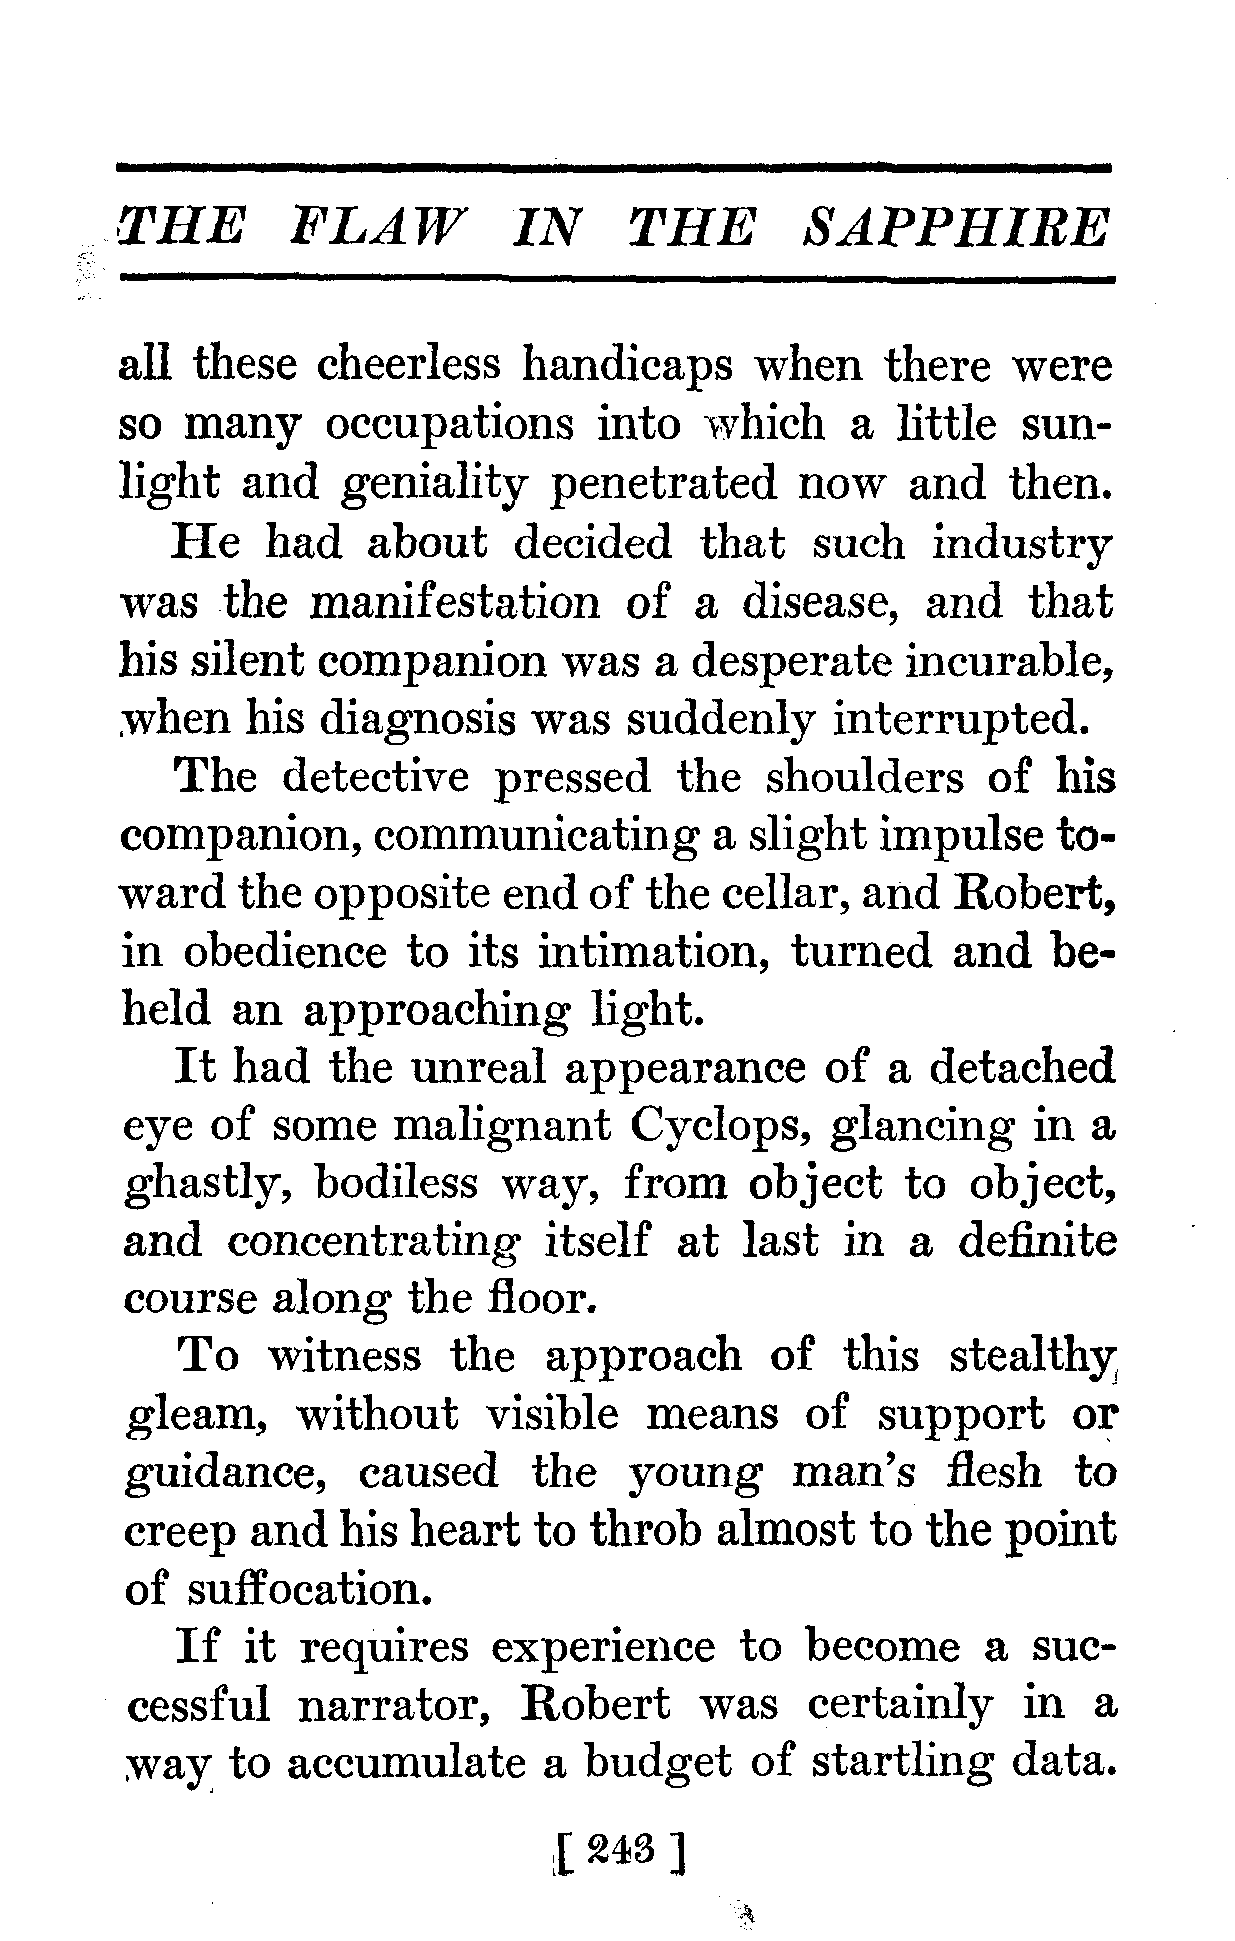 THE FLAW IN THE SAPPHIRE
all these cheerless handicaps when there were
so many occupations into which a little sun-
light and geniality penetrated now and then.
He had about decided that such industry
was the manifestation of a disease, and that
his silent companion was a desperate incurable,
when his diagnosis was suddenly interrupted.
The detective pressed the shoulders of his
companion, communicating a slight impulse to-
ward the opposite end of the cellar, and Robert,
in obedience to its intimation, turned and be-
held an approaching light.
It had the unreal appearance of a detached
eye of some malignant Cyclops, glancing in a
ghastly, bodiless way, from object to object,
and concentrating itself at last in a definite
course along the floor.
To witness the approach of this stealthy
gleam, without visible means of support or
guidance, caused the young man's flesh to
creep and his heart to throb almost to the point
of suffocation.
If it requires experience to become a suc-
cessful narrator, Robert was certainly in a
way to accumulate a budget of startling data.
[ 243 ]